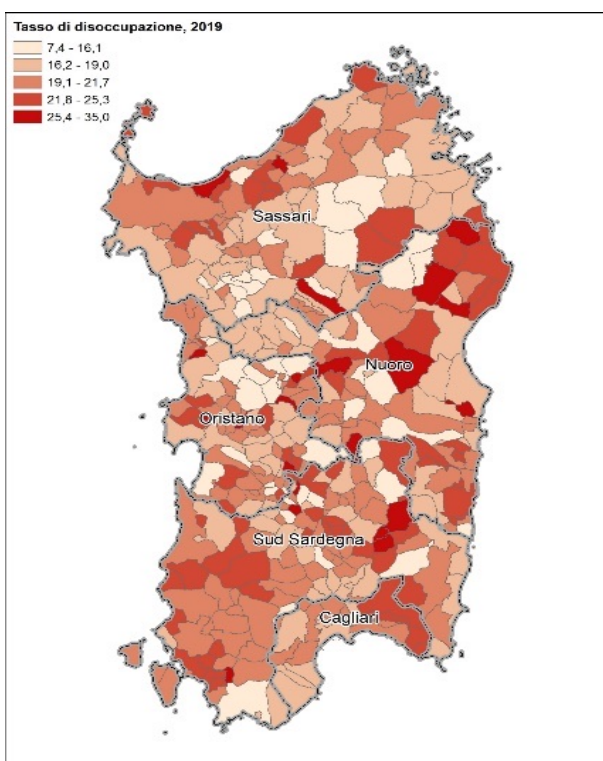 Tasso di disoccupazione, 2019
7,4 - 16,1
16,2 - 19,0
19,1 - 21,7
21,8 - 25,3
25,4 - 35,0
Sassari
Nuoro
Oristano
Sud Sardegna
Cagliari